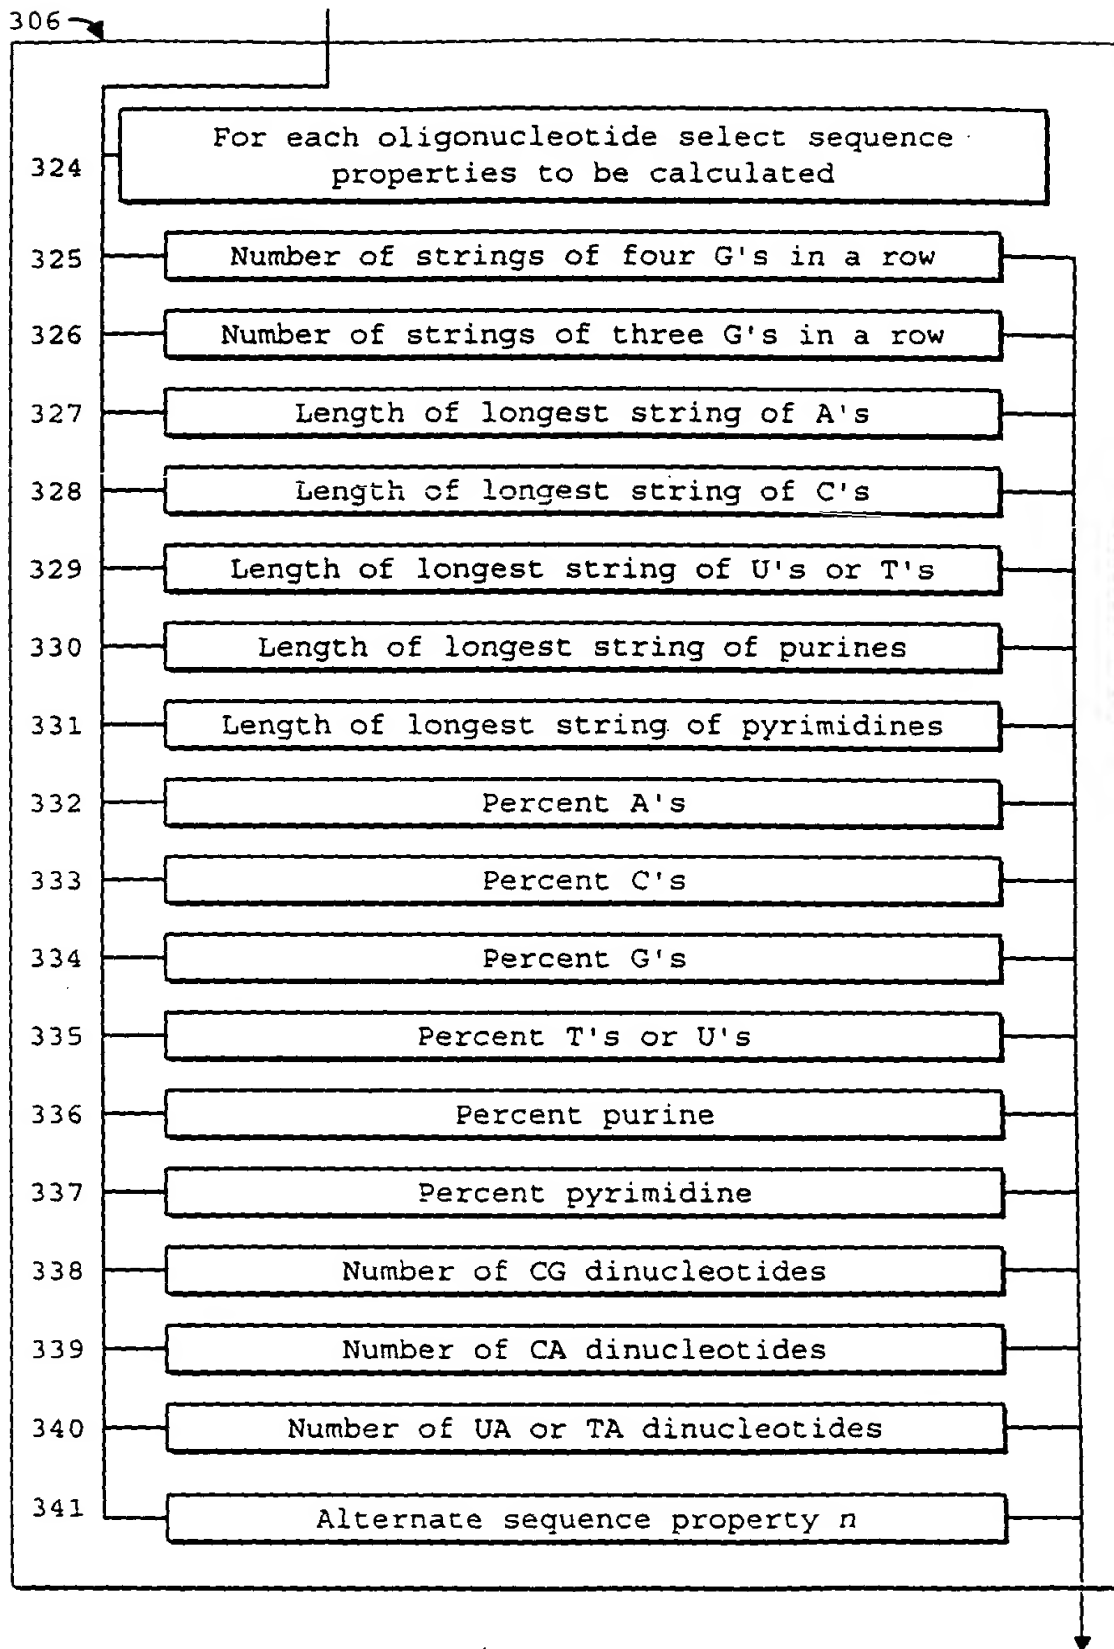 306
324 For each oligonucleotide select sequence
properties to be calculated
325 Number of strings of four G's in a row
326 Number of strings of three G's in a row
327 Length of longest string of A's
328 Length of longest string of C's
329 Length of longest string of U's or T's
330 Length of longest string of purines
331 Length of longest string of pyrimidines
332 Percent A's
333 Percent C's
334 Percent G's
335 Percent T's or U's
336 Percent purine
337 Percent pyrimidine
338 Number of CG dinucleotides
339 Number of CA dinucleotides
340 Number of UA or TA dinucleotides
341 Alternate sequence property n